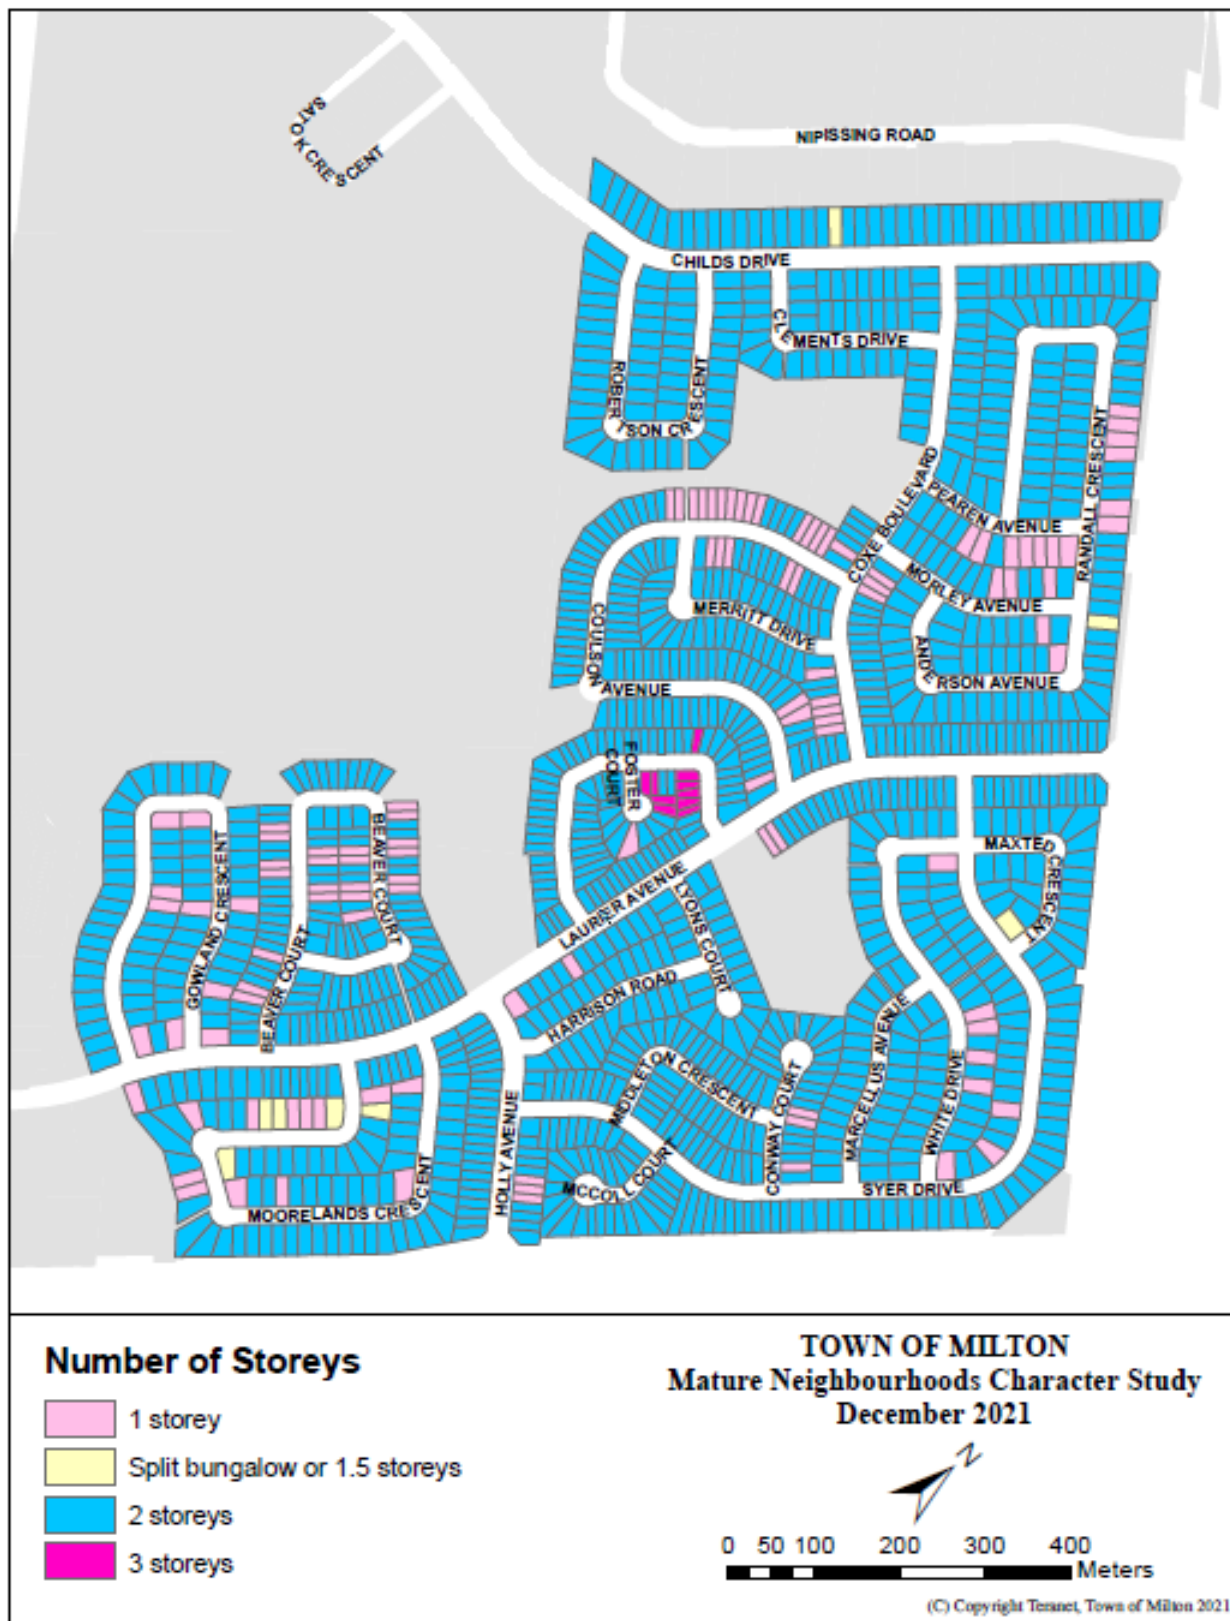 SATOK CRESCENT
NIPISSING ROAD
CHILDS DRIVE
CLEMENTS DRIVE
ROBERTSON CRESCENT
RANDALL CRESCENT
COXE BOULEVARD
PEAREN AVENUE
MORLEY AVENUE
MERRITT DRIVE
COULSON AVENUE
ANDERSON AVENUE
FOSTER COURT
BEAVER COURT
MAXTED CRESCENT
GOWLAND CRESCENT
LAURIER AVENUE
LYONS COURT
BEAVER COURT
HARRISON ROAD
MIDDLETON CRESCENT
MARCELLUS AVENUE
WHITE DRIVE
CONWAY COURT
HOLLY AVENUE
MCCOLL COURT
SYER DRIVE
MOORELANDS CRESCENT
Number of Storeys
1 storey
Split bungalow or 1.5 storeys
2 storeys
3 storeys
TOWN OF MILTON
Mature Neighbourhoods Character Study
December 2021
N
0 50 100 200 300 400
Meters
(C) Copyright Teranet, Town of Milton 2021